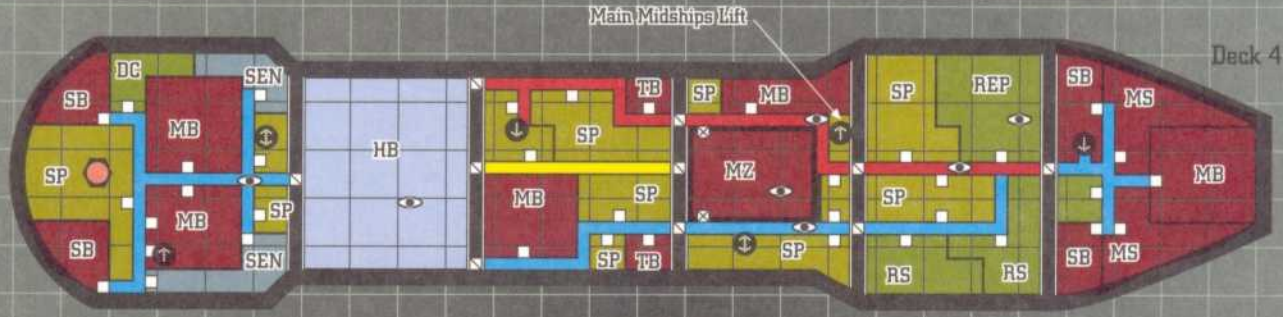 Main Midships Lift
Deck 4
DC
SEN
SB
MB
SP
MB
SP
SB
SEN
HB
TB
SP
MB
SP
SP
TB
SP
MB
MZ
SP
SP
REP
SP
RS
RS
SB
MS
MB
SB
MS